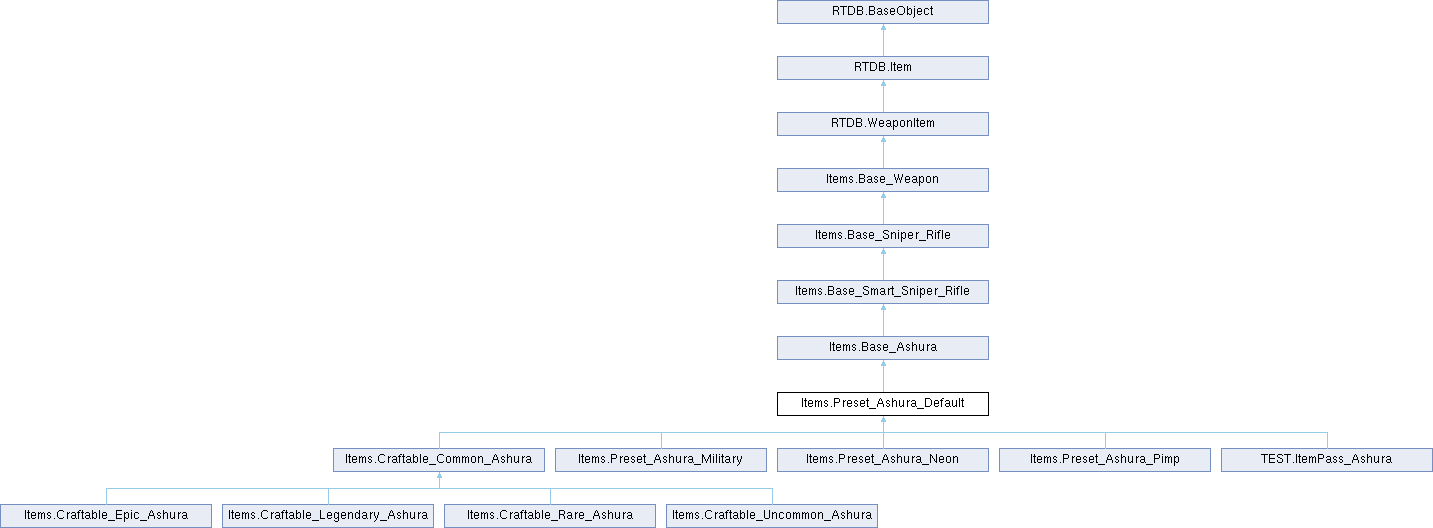 RTDB.BaseObject
RTDB.Item
RTDB.WeaponItem
Items.Base_Weapon
Items.Base_Sniper_Rifle
Items.Base_Smart_Sniper_Rifle
Items.Base_Ashura
Items.Preset_Ashura_Default
Items.Craftable_Common_Ashura
Items.Preset_Ashura_Military
Items.Preset_Ashura_Neon
Items.Preset_Ashura_Pimp
TEST.ItemPass_Ashura
Items.Craftable_Epic_Ashura
Items.Craftable_Legendary_Ashura
Items.Craftable_Rare_Ashura
Items.Craftable_Uncommon_Ashura